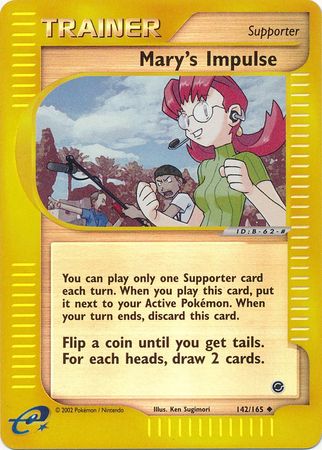 TRAINER
Supporter
Mary's Impulse
ID:B-62-#
You can play only one Supporter card
each turn. When you play this card, put
it next to your Active Pokémon. When
your turn ends, discard this card.
Flip a coin until you get tails.
For each heads, draw 2 cards.
e
© 2002 Pokémon / Nintendo
Illus. Ken Sugimori
142/165 ◆